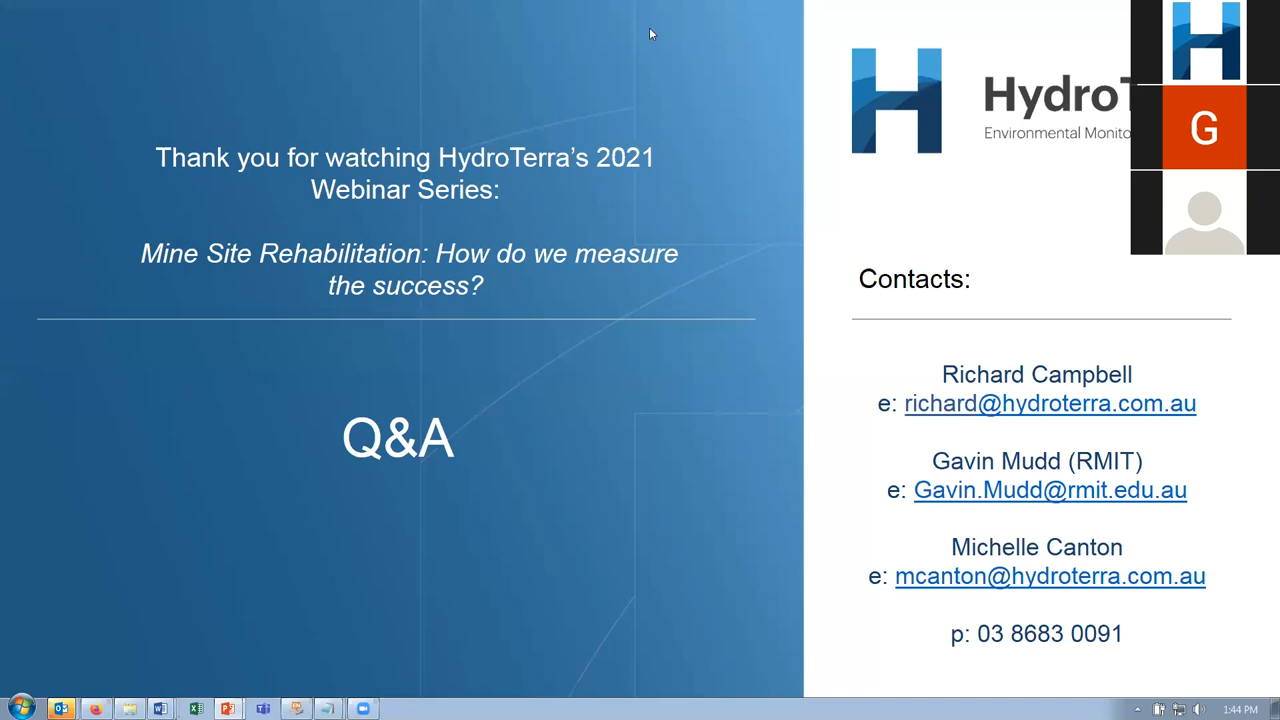 Thank you for watching HydroTerra’s 2021
Webinar Series:
Mine Site Rehabilitation: How do we measure
the success?
Q&A
Environmental
G
Contacts:
Richard Campbell
e: richard@hydroterra.com.au
Gavin Mudd (RMIT)
e: Gavin.Mudd@rmit.edu.au
Michelle Canton
e: mcanton@hydroterra.com.au
p: 03 8683 0091
1:44 PM